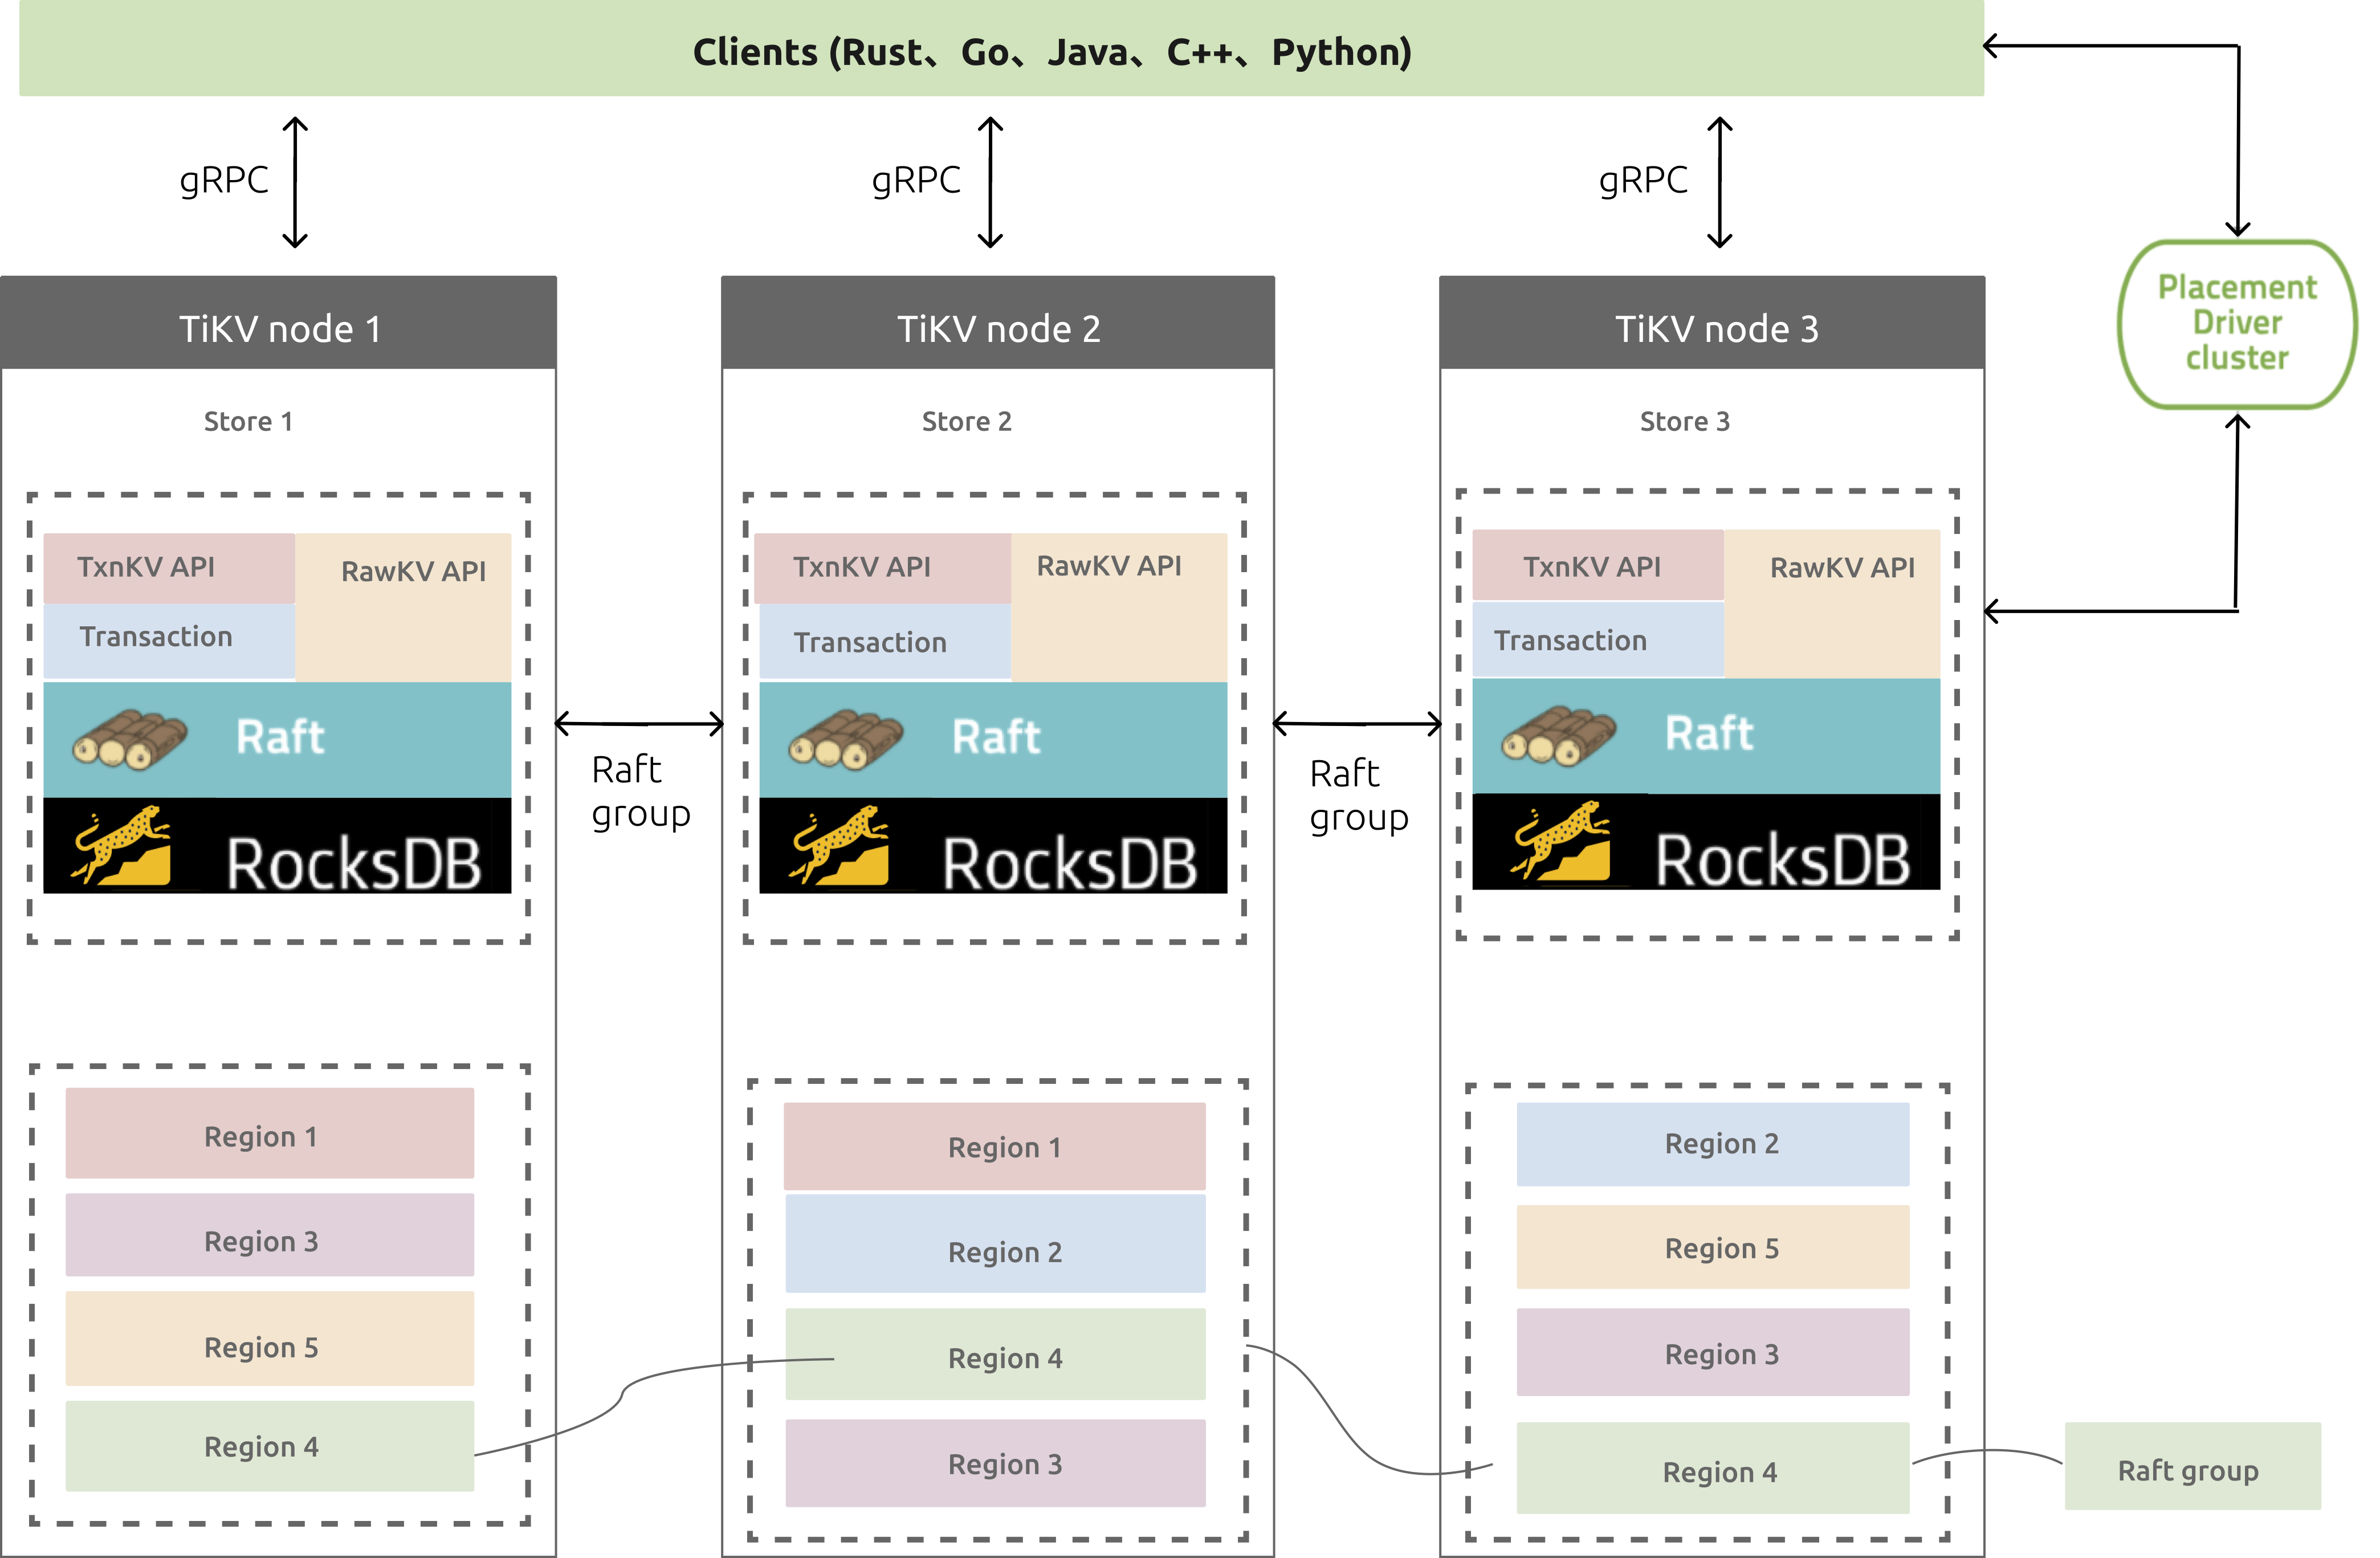 Clients (Rust、Go、Java、C++、Python)
gRPC
gRPC
gRPC
Placement
Driver
cluster
TiKV node 1
Store 1
TxnKV API
RawKV API
Transaction
Raft
RocksDB
Raft
group
TiKV node 2
Store 2
TxnKV API
RawKV API
Transaction
Raft
RocksDB
Raft
group
TiKV node 3
Store 3
TxnKV API
RawKV API
Transaction
Raft
RocksDB
Region 1
Region 3
Region 5
Region 4
Region 1
Region 2
Region 4
Region 3
Region 2
Region 5
Region 3
Region 4
Raft group